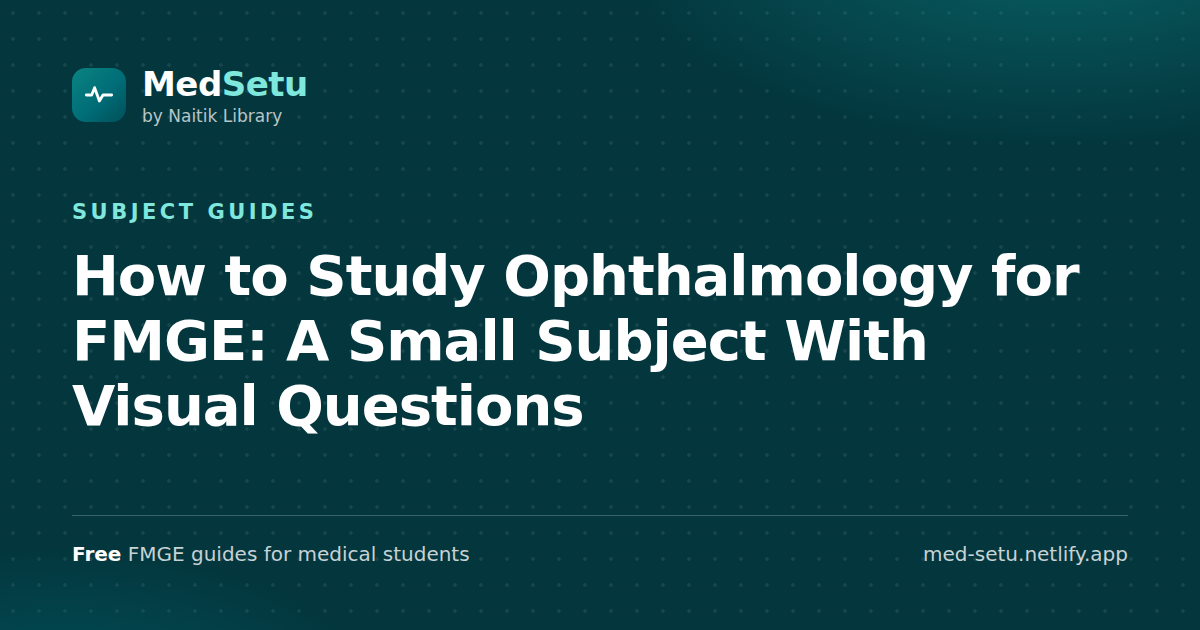 MedSetu
by Naitik Library
SUBJECT GUIDES
How to Study Ophthalmology for
FMGE: A Small Subject With
Visual Questions
Free FMGE guides for medical students
med-setu.netlify.app